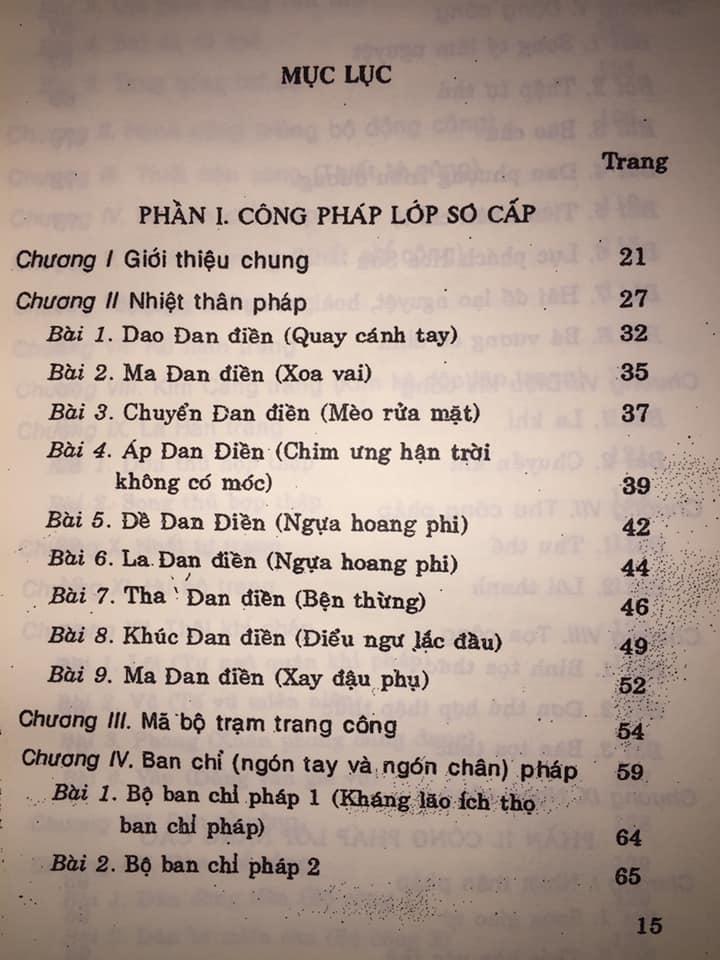 MỤC LỤC
Trang
PHẦN I. CÔNG PHÁP LỚP SƠ CẤP
Chương I Giới thiệu chung 21
Chương II Nhiệt thân pháp 27
Bài 1. Dao Đan điền (Quay cánh tay) 32
Bài 2. Ma Đan điền (Xoa vai) 35
Bài 3. Chuyển Đan điền (Mèo rửa mặt) 37
Bài 4. Áp Đan Điền (Chim ưng hận trời
không có móc) 39
Bài 5. Đề Đan Điền (Ngựa hoang phi) 42
Bài 6. La Đan điền (Ngựa hoang phi) 44
Bài 7. Tha Đan điền (Bện thừng) 46
Bài 8. Khúc Đan điền (Điểu ngư lắc đầu) 49
Bài 9. Ma Đan điền (Xay đậu phụ) 52
Chương III. Mã bộ trạm trang công 54
Chương IV. Ban chỉ (ngón tay và ngón chân) pháp 59
Bài 1. Bộ ban chỉ pháp 1 (Kháng lão ích thọ
ban chỉ pháp) 64
Bài 2. Bộ ban chỉ pháp 2 65
15